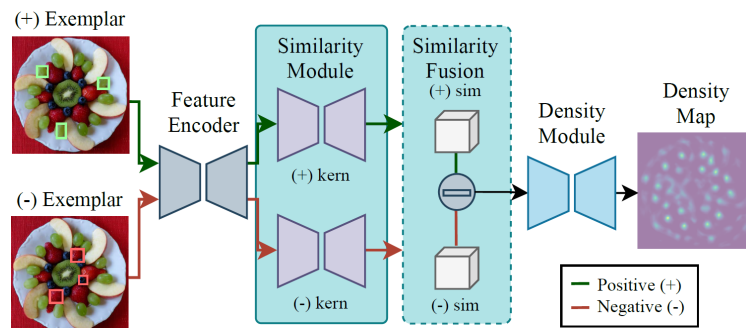 (+) Exemplar
(-) Exemplar
Feature
Encoder
Similarity
Module
(+) kern
(-) kern
Similarity
Fusion
(+) sim
(-) sim
Density
Module
Density
Map
Positive (+)
Negative (-)